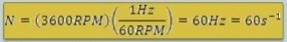 N = (3600RPM)(1Hz/60RPM) = 60Hz = 60s⁻¹